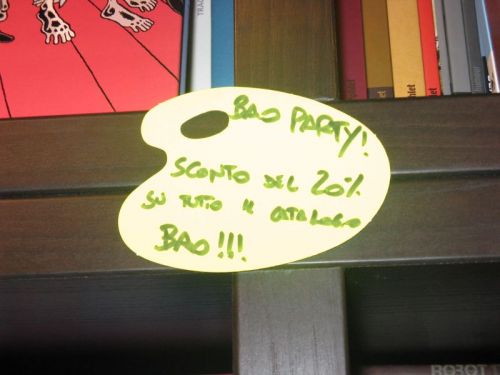 BAO PARTY!
SCONTO DEL 20%
SU TUTTO IL CATALOGO
BAO!!!